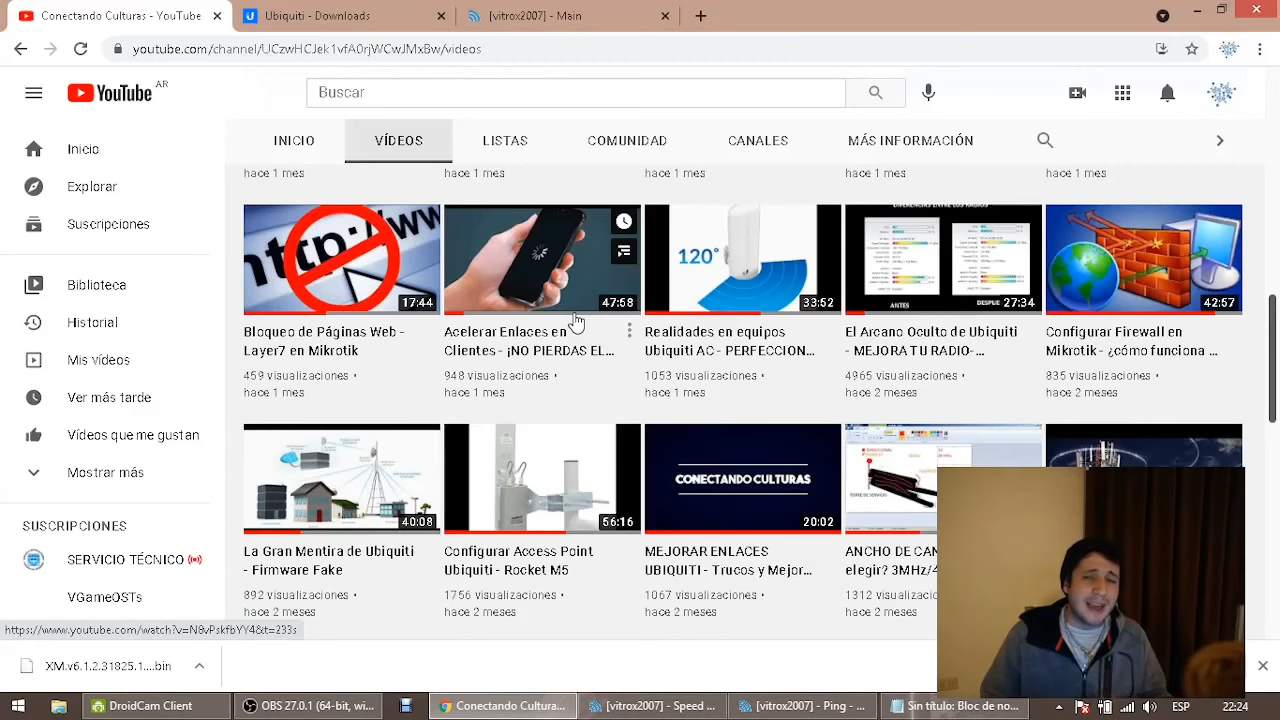 Conectando Culturas - YouTube
Ubiquiti - Downloads
[vitrox2007] - Main
youtube.com/channel/UCzwHCJek1vfA0rjWCwJMxBw/videos
YouTube AR
Buscar
INICIO
VÍDEOS
LISTAS
COMUNIDAD
CANALES
MÁS INFORMACIÓN
Inicio
Explorar
Suscripciones
Biblioteca
Historial
Mis vídeos
Ver más tarde
Vídeos que me gustan
Mostrar más
SUSCRIPCIONES
SERVICIO TÉCNICO
VGameOSTs
hace 1 mes
hace 1 mes
hace 1 mes
hace 1 mes
hace 1 mes
17:44
Bloqueo de Páginas Web -
Layer7 en Mikrotik
459 visualizaciones •
hace 1 mes
47:58
Acelerar Enlaces en
Clientes - ¡NO PIERDAS EL...
948 visualizaciones •
hace 1 mes
120°
33:52
Realidades en equipos
Ubiquiti AC - PERFECCION...
1053 visualizaciones •
hace 1 mes
DIFERENCIAS ENTRE LOS RADIOS
ANTES
DESPUE
27:34
El Arcano Oculto de Ubiquiti
- MEJORA TU RADIO-...
4965 visualizaciones •
hace 2 meses
42:57
Configurar Firewall en
Mikrotik - ¿cómo funciona ...
835 visualizaciones •
hace 2 meses
40:08
La Gran Mentira de Ubiquiti
- Firmware Fake
892 visualizaciones •
hace 2 meses
56:16
Configurar Access Point
Ubiquiti - Rocket M5
1756 visualizaciones •
hace 2 meses
CONECTANDO CULTURAS
20:02
MEJORAR ENLACES
UBIQUITI - Trucos y Mejor...
1067 visualizaciones •
hace 2 meses
TORRE DE SERVICIO
ANCHO DE CAN
elegir? 3MHz/4
1312 visualizaciones
hace 2 meses
https://www.youtube.com/watch?v=N8vPskfbYY4&t=233s
XM.v6.1.2.31825.1....bin
DroidCam Client
OBS 27.0.1 (64-bit, wi...
Conectando Cultura...
[vitrox2007] - Speed ...
[vitrox2007] - Ping - ...
Sin título: Bloc de no...
ESP
22:24